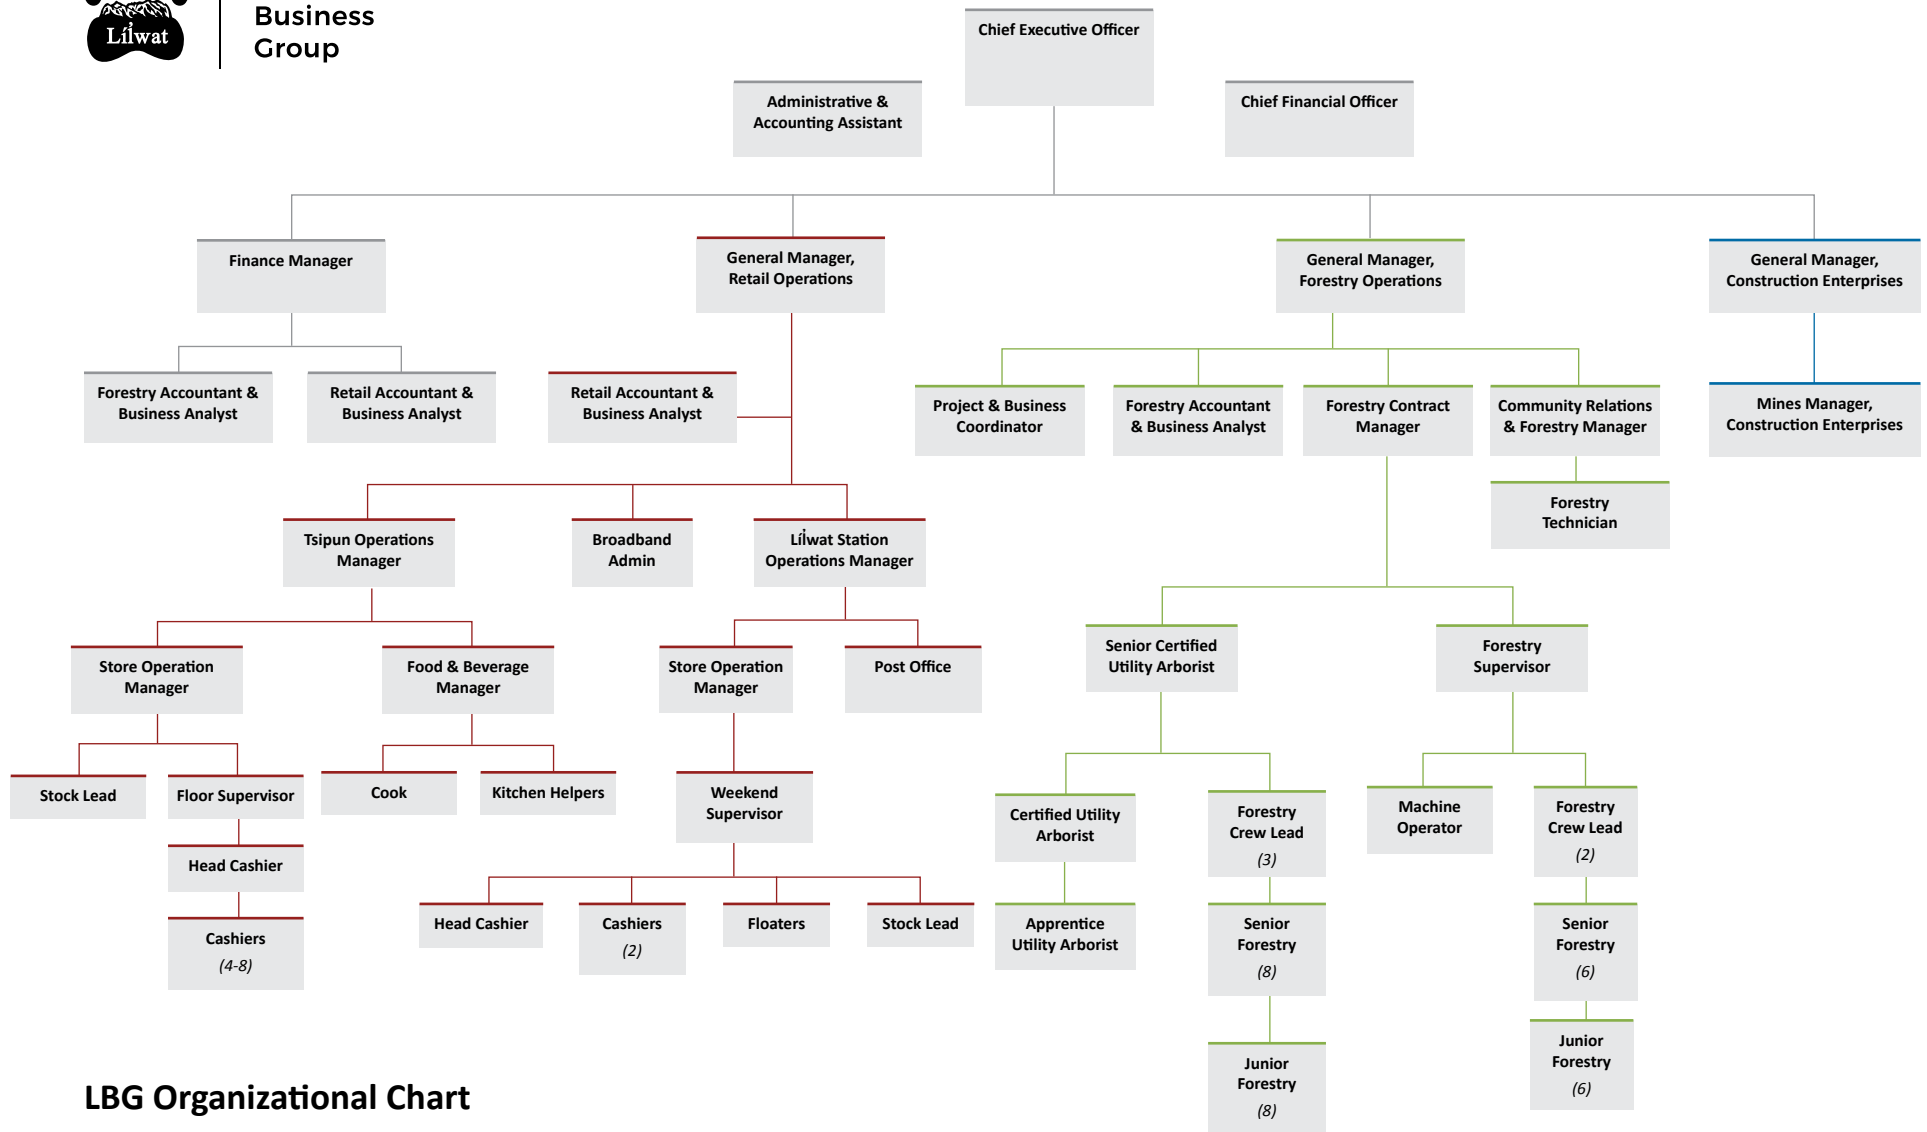 Líl̓wat
Business
Group
Chief Executive Officer
Administrative &
Accounting Assistant
Chief Financial Officer
Finance Manager
General Manager,
Retail Operations
General Manager,
Forestry Operations
General Manager,
Construction Enterprises
Forestry Accountant &
Business Analyst
Retail Accountant &
Business Analyst
Retail Accountant &
Business Analyst
Project & Business
Coordinator
Forestry Accountant
& Business Analyst
Forestry Contract
Manager
Community Relations
& Forestry Manager
Mines Manager,
Construction Enterprises
Forestry
Technician
Tsipun Operations
Manager
Broadband
Admin
Líl̓wat Station
Operations Manager
Store Operation
Manager
Food & Beverage
Manager
Store Operation
Manager
Post Office
Senior Certified
Utility Arborist
Forestry
Supervisor
Stock Lead
Floor Supervisor
Cook
Kitchen Helpers
Weekend
Supervisor
Certified Utility
Arborist
Forestry
Crew Lead
(3)
Machine
Operator
Forestry
Crew Lead
(2)
Head Cashier
Cashiers
(4-8)
Head Cashier
Cashiers
(2)
Floaters
Stock Lead
Apprentice
Utility Arborist
Senior
Forestry
(8)
Senior
Forestry
(6)
Junior
Forestry
(8)
Junior
Forestry
(6)
LBG Organizational Chart